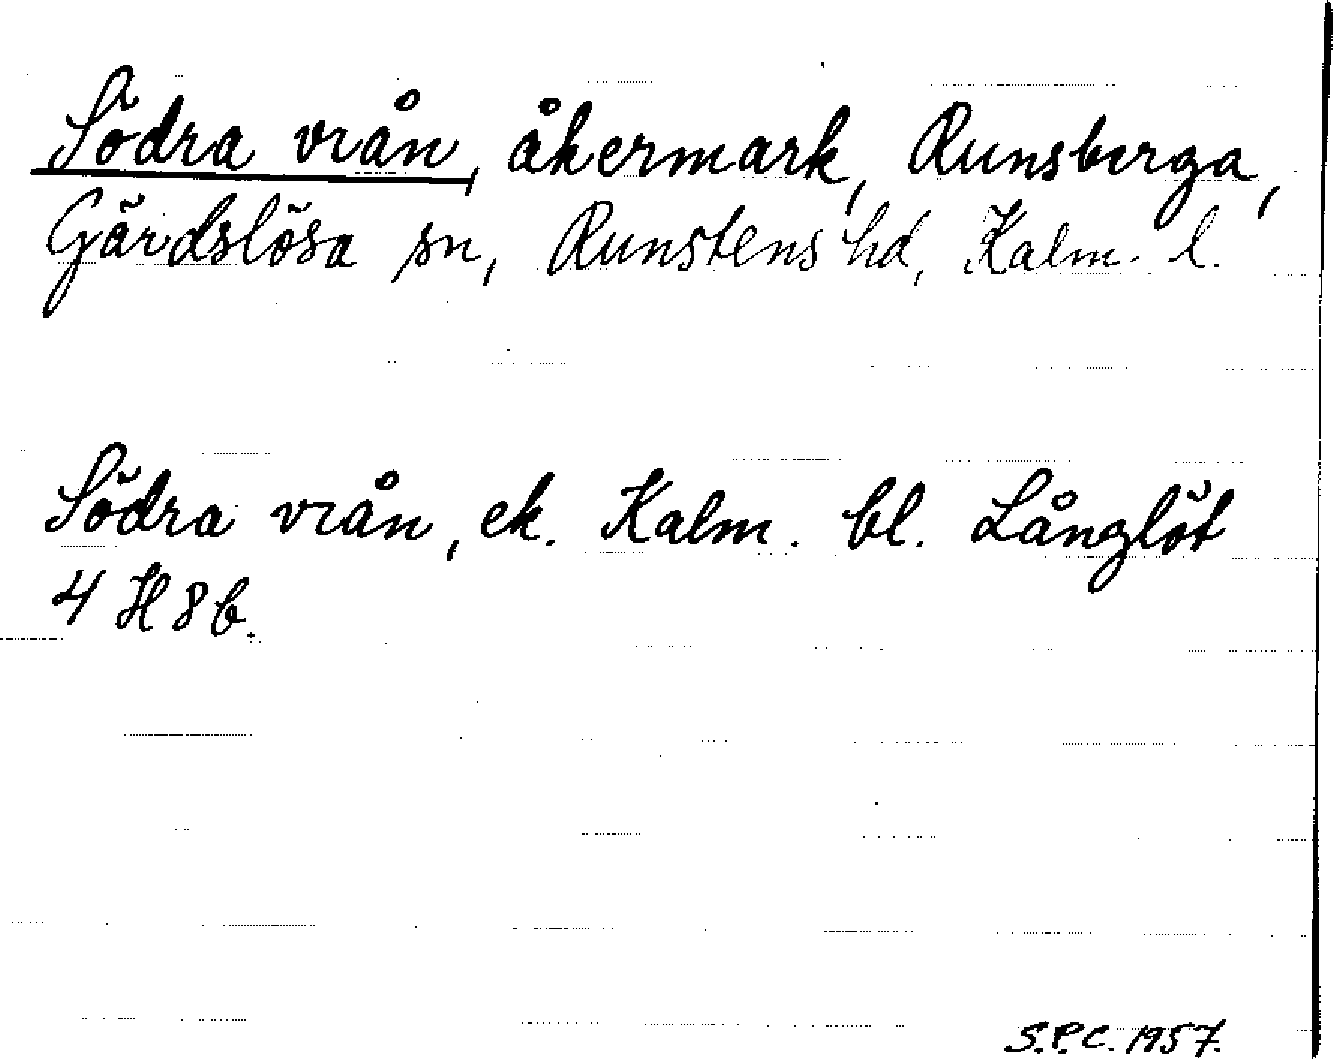 Södra vrån, åkermark, Runsberga,
Gärdslösa sn, Runstens hd, Kalm. l.
Södra vrån, ek. Kalm. bl. Långlöt
4 H 8 b.
S.P.C. 1957.